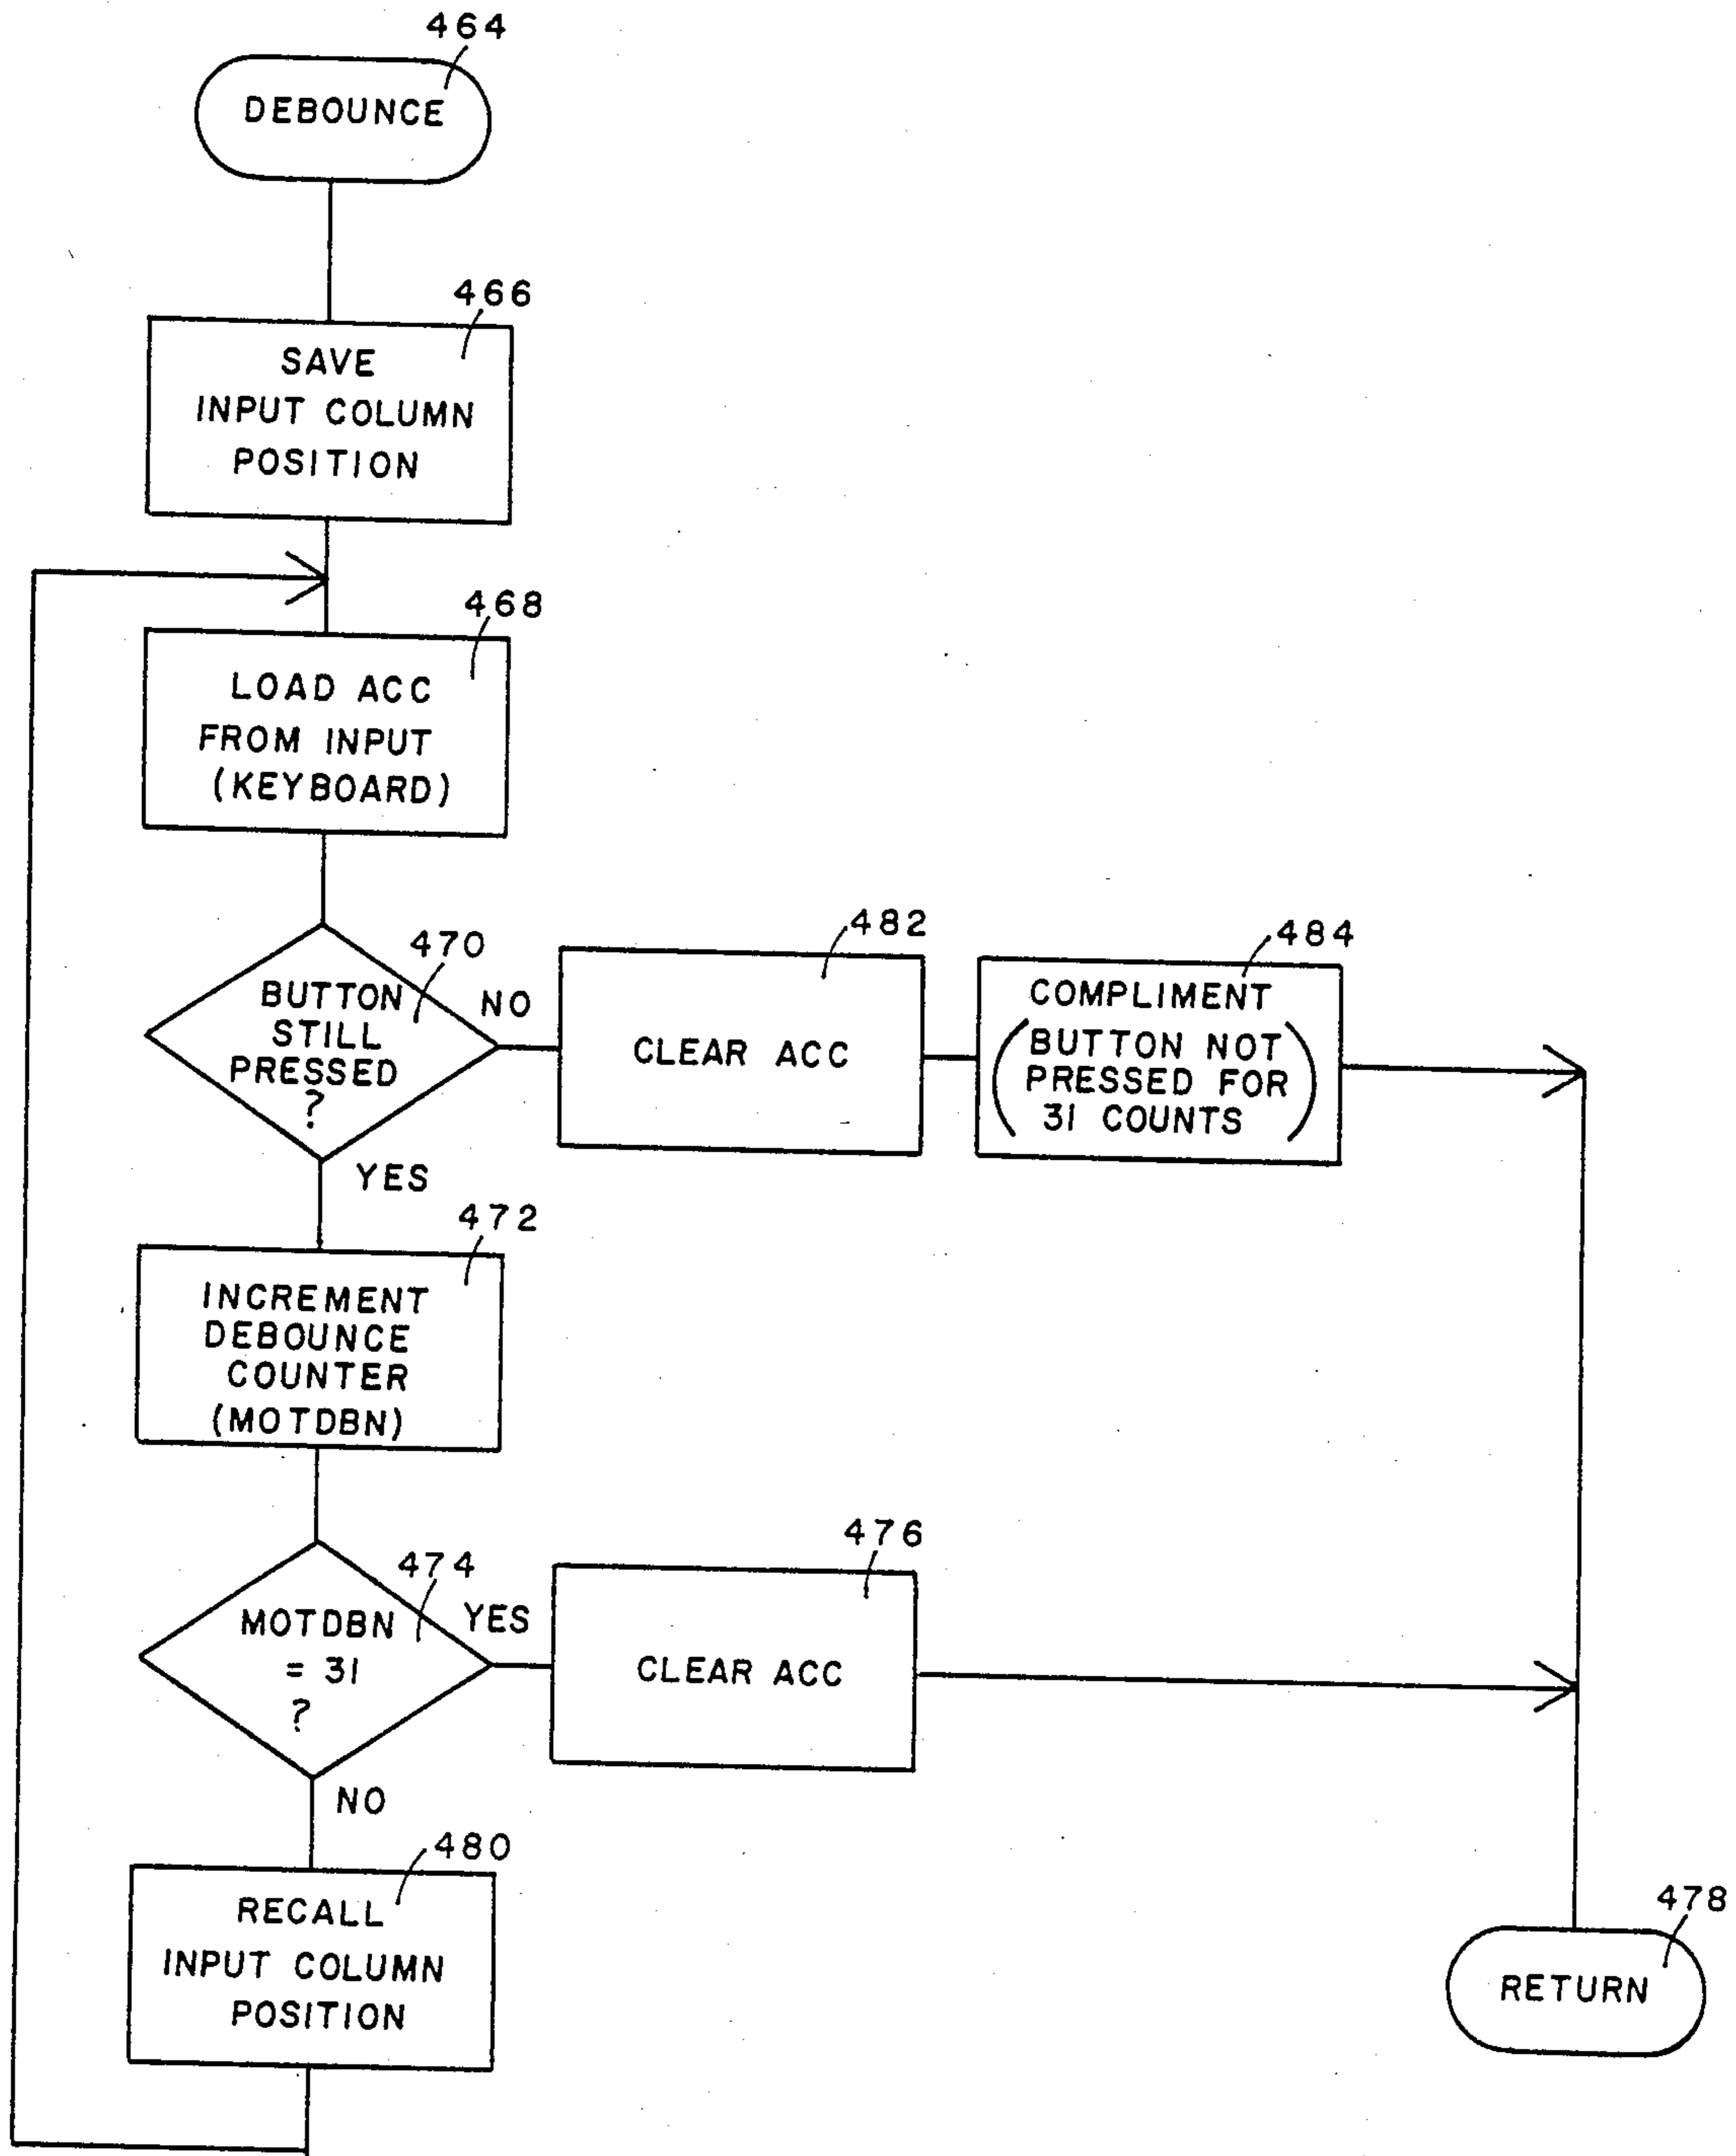 464
DEBOUNCE
466
SAVE
INPUT COLUMN
POSITION
468
LOAD ACC
FROM INPUT
(KEYBOARD)
470
BUTTON
STILL
PRESSED
?
NO
YES
482
CLEAR ACC
484
COMPLIMENT
(BUTTON NOT
PRESSED FOR
31 COUNTS)
472
INCREMENT
DEBOUNCE
COUNTER
(MOTDBN)
474
MOTDBN
= 31
?
YES
NO
476
CLEAR ACC
480
RECALL
INPUT COLUMN
POSITION
478
RETURN